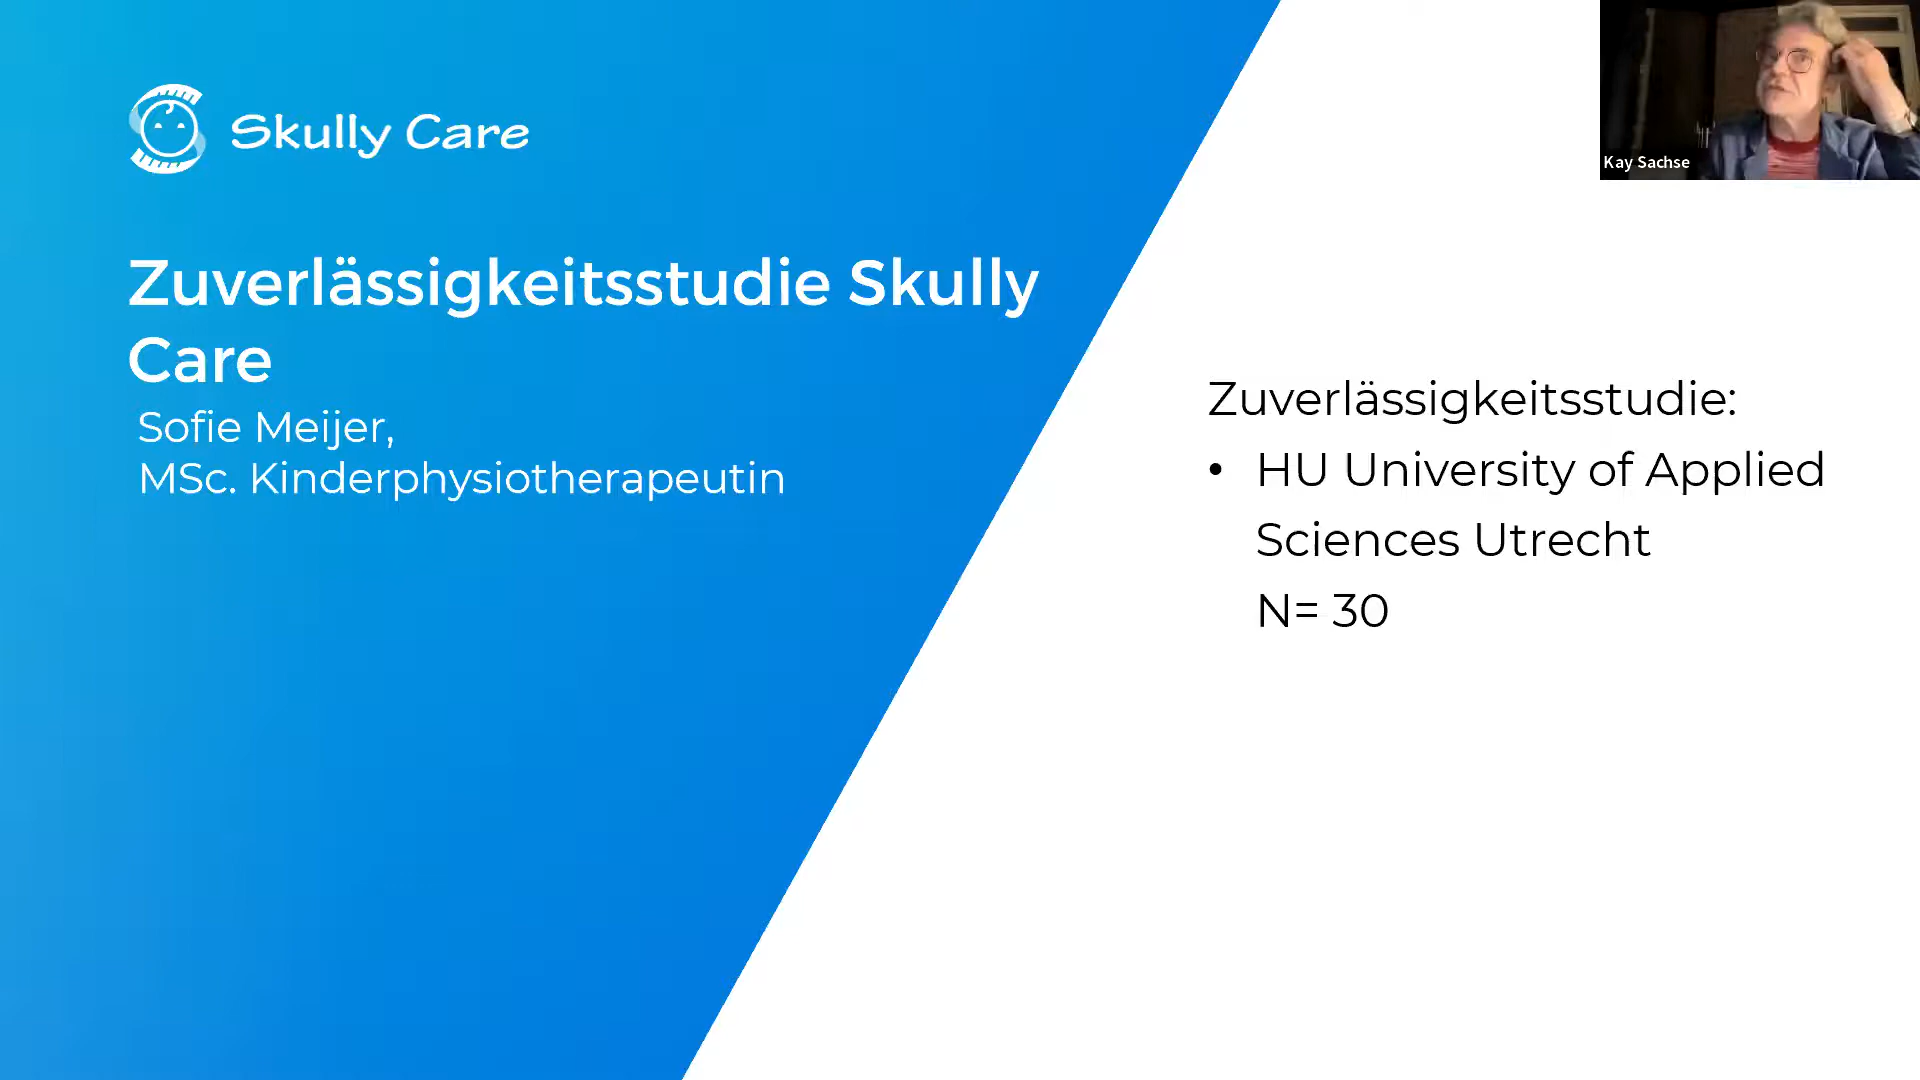 Skully Care
Zuverlässigkeitsstudie Skully
Care
Sofie Meijer,
MSc. Kinderphysiotherapeutin
Zuverlässigkeitsstudie:
• HU University of Applied
Sciences Utrecht
N= 30
Kay Sachse